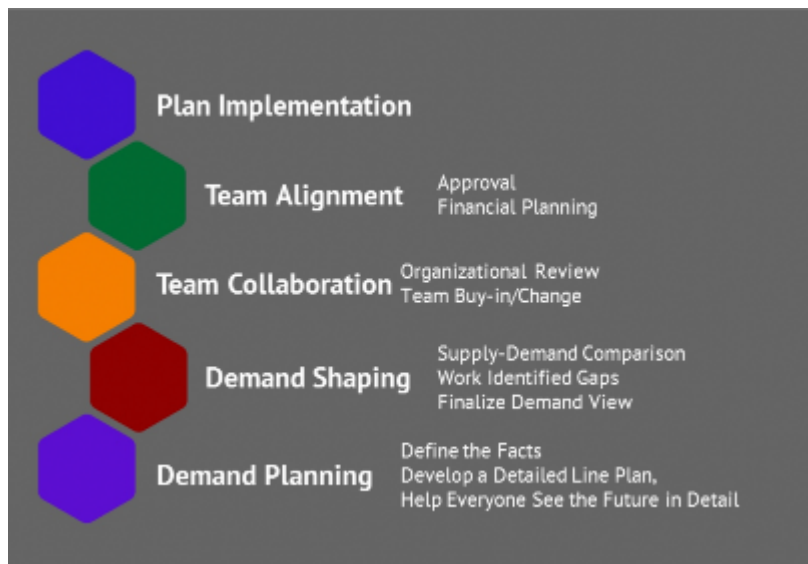 Plan Implementation
Team Alignment
Approval
Financial Planning
Team Collaboration
Organizational Review
Team Buy-in/Change
Demand Shaping
Supply-Demand Comparison
Work Identified Gaps
Finalize Demand View
Demand Planning
Define the Facts
Develop a Detailed Line Plan,
Help Everyone See the Future in Detail